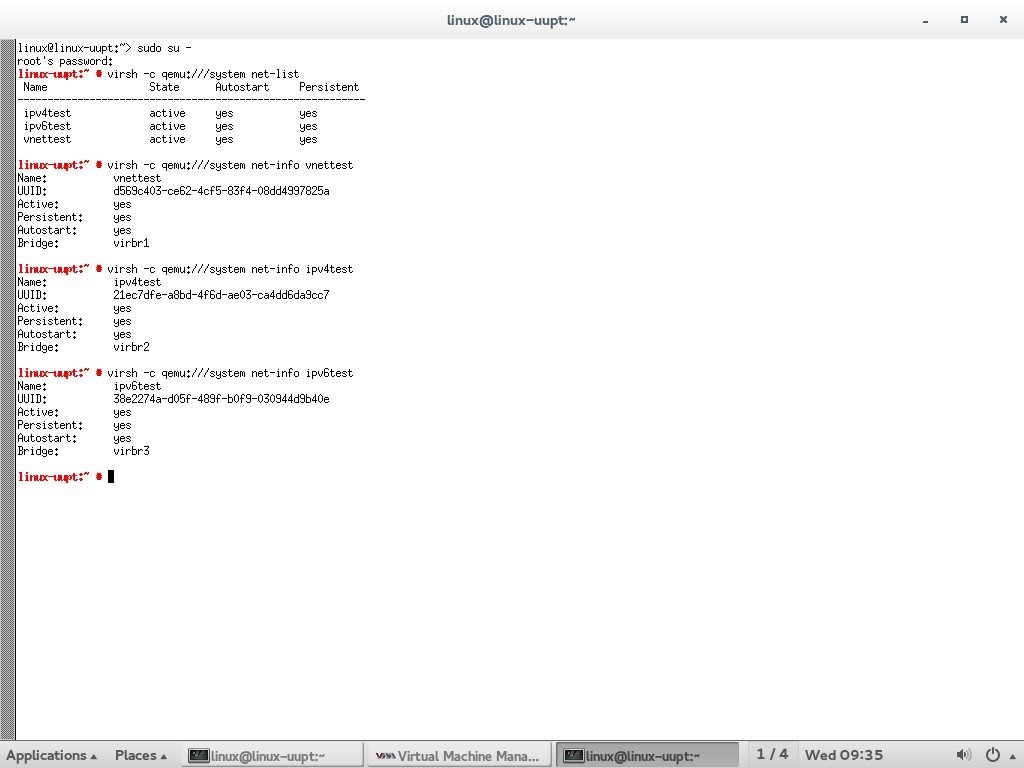 linux@linux-uupt:~
linux@linux-uupt:~> sudo su -
root's password:
linux-uupt:~ # virsh -c qemu:///system net-list
Name State Autostart Persistent
----------------------------------------------------------
ipv4test active yes yes
ipv6test active yes yes
vnettest active yes yes
linux-uupt:~ # virsh -c qemu:///system net-info vnettest
Name: vnettest
UUID: d569c403-ce62-4cf5-83f4-08dd4997825a
Active: yes
Persistent: yes
Autostart: yes
Bridge: virbr1
linux-uupt:~ # virsh -c qemu:///system net-info ipv4test
Name: ipv4test
UUID: 21ec7dfe-a8bd-4f6d-ae03-ca4dd6da9cc7
Active: yes
Persistent: yes
Autostart: yes
Bridge: virbr2
linux-uupt:~ # virsh -c qemu:///system net-info ipv6test
Name: ipv6test
UUID: 38e2274a-d05f-489f-b0f9-030944d9b40e
Active: yes
Persistent: yes
Autostart: yes
Bridge: virbr3
linux-uupt:~ #
Applications Places linux@linux-uupt:~ Virtual Machine Mana... linux@linux-uupt:~ 1 / 4 Wed 09:35